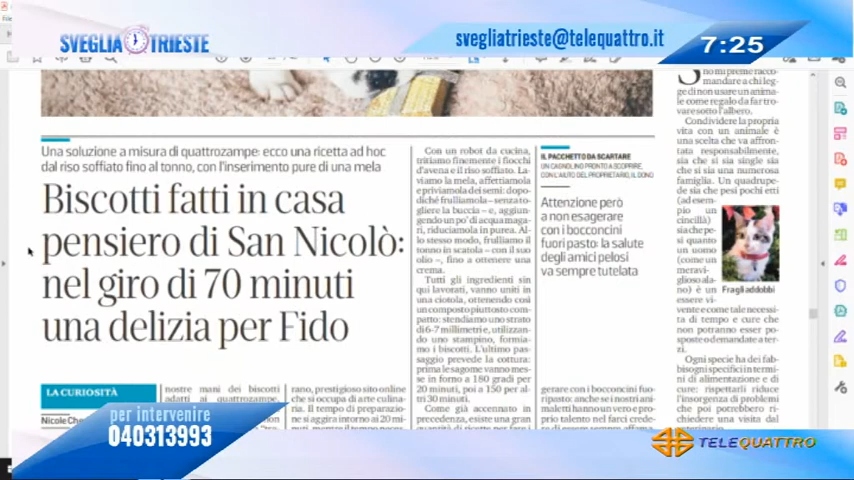 SVEGLIA TRIESTE
svegliatrieste@telequattro.it
7:25
Una soluzione a misura di quattrozampe: ecco una ricetta ad hoc
dal riso soffiato fino al tonno, con l'inserimento pure di una mela
Biscotti fatti in casa
pensiero di San Nicolò:
nel giro di 70 minuti
una delizia per Fido
LA CURIOSITÀ
nostre mani dei biscotti
adatti ai quattrozampe,
rano, prestigioso sito online
che si occupa di arte culina-
ria. Il tempo di preparazio-
ne si aggira intorno ai 20 mi-
Con un robot da cucina,
tritiamo finemente i fiocchi
d'avena e il riso soffiato. La-
viamo la mela, affettiamola
e priviamola dei semi: dopo-
diché frulliamola – senza to-
gliere la buccia – e, aggiun-
gendo un po' di acqua maga-
ri, riduciamola in purea. Al-
lo stesso modo, frulliamo il
tonno in scatola – con il suo
olio –, fino a ottenere una
crema.
Tutti gli ingredienti sin
qui lavorati, vanno uniti in
una ciotola, ottenendo così
un composto piuttosto com-
patto: stendiamo uno strato
di 6-7 millimetri e, utilizzan-
do uno stampino, formia-
mo i biscotti. L'ultimo pas-
saggio prevede la cottura:
prima le sagome vanno mes-
se in forno a 180 gradi per
20 minuti, poi a 150 per al-
tri 30 minuti.
Come già accennato in
precedenza, esiste una gran
quantità di ricette per fare i
IL PACCHETTO DA SCARTARE
UN CAGNOLINO PRONTO A SCOPRIRE,
CON L'AIUTO DEL PROPRIETARIO, IL DONO
Attenzione però
a non esagerare
con i bocconcini
fuori pasto: la salute
degli amici pelosi
va sempre tutelata
gerare con i bocconcini fuo-
ri pasto: anche se i nostri ani-
maletti hanno un vero e pro-
prio talento nel farci crede-
no mi preme racco-
mandare a chi leg-
ge di non usare un anima-
le come regalo da far tro-
vare sotto l'albero.
Condividere la propria
vita con un animale è
una scelta che va affron-
tata responsabilmente,
sia che si sia single sia
che si sia una numerosa
famiglia. Un quadrupe-
de sia che pesi pochi etti
(ad esem-
pio un
cincillà)
sia che pe-
si quanto
un uomo
(come un
meravi-
glioso ala-
no) è un
essere vi-
vente e come tale necessi-
ta di tempo e cure che
non potranno esser po-
sposte o demandate a ter-
zi.
Ogni specie ha dei fab-
bisogni specifici in termi-
ni di alimentazione e di
cure: rispettarli riduce
l'insorgenza di problemi
che poi potrebbero ri-
chiedere una visita dal
Fra gli addobbi
per intervenire
040313993
TELEQUATTRO